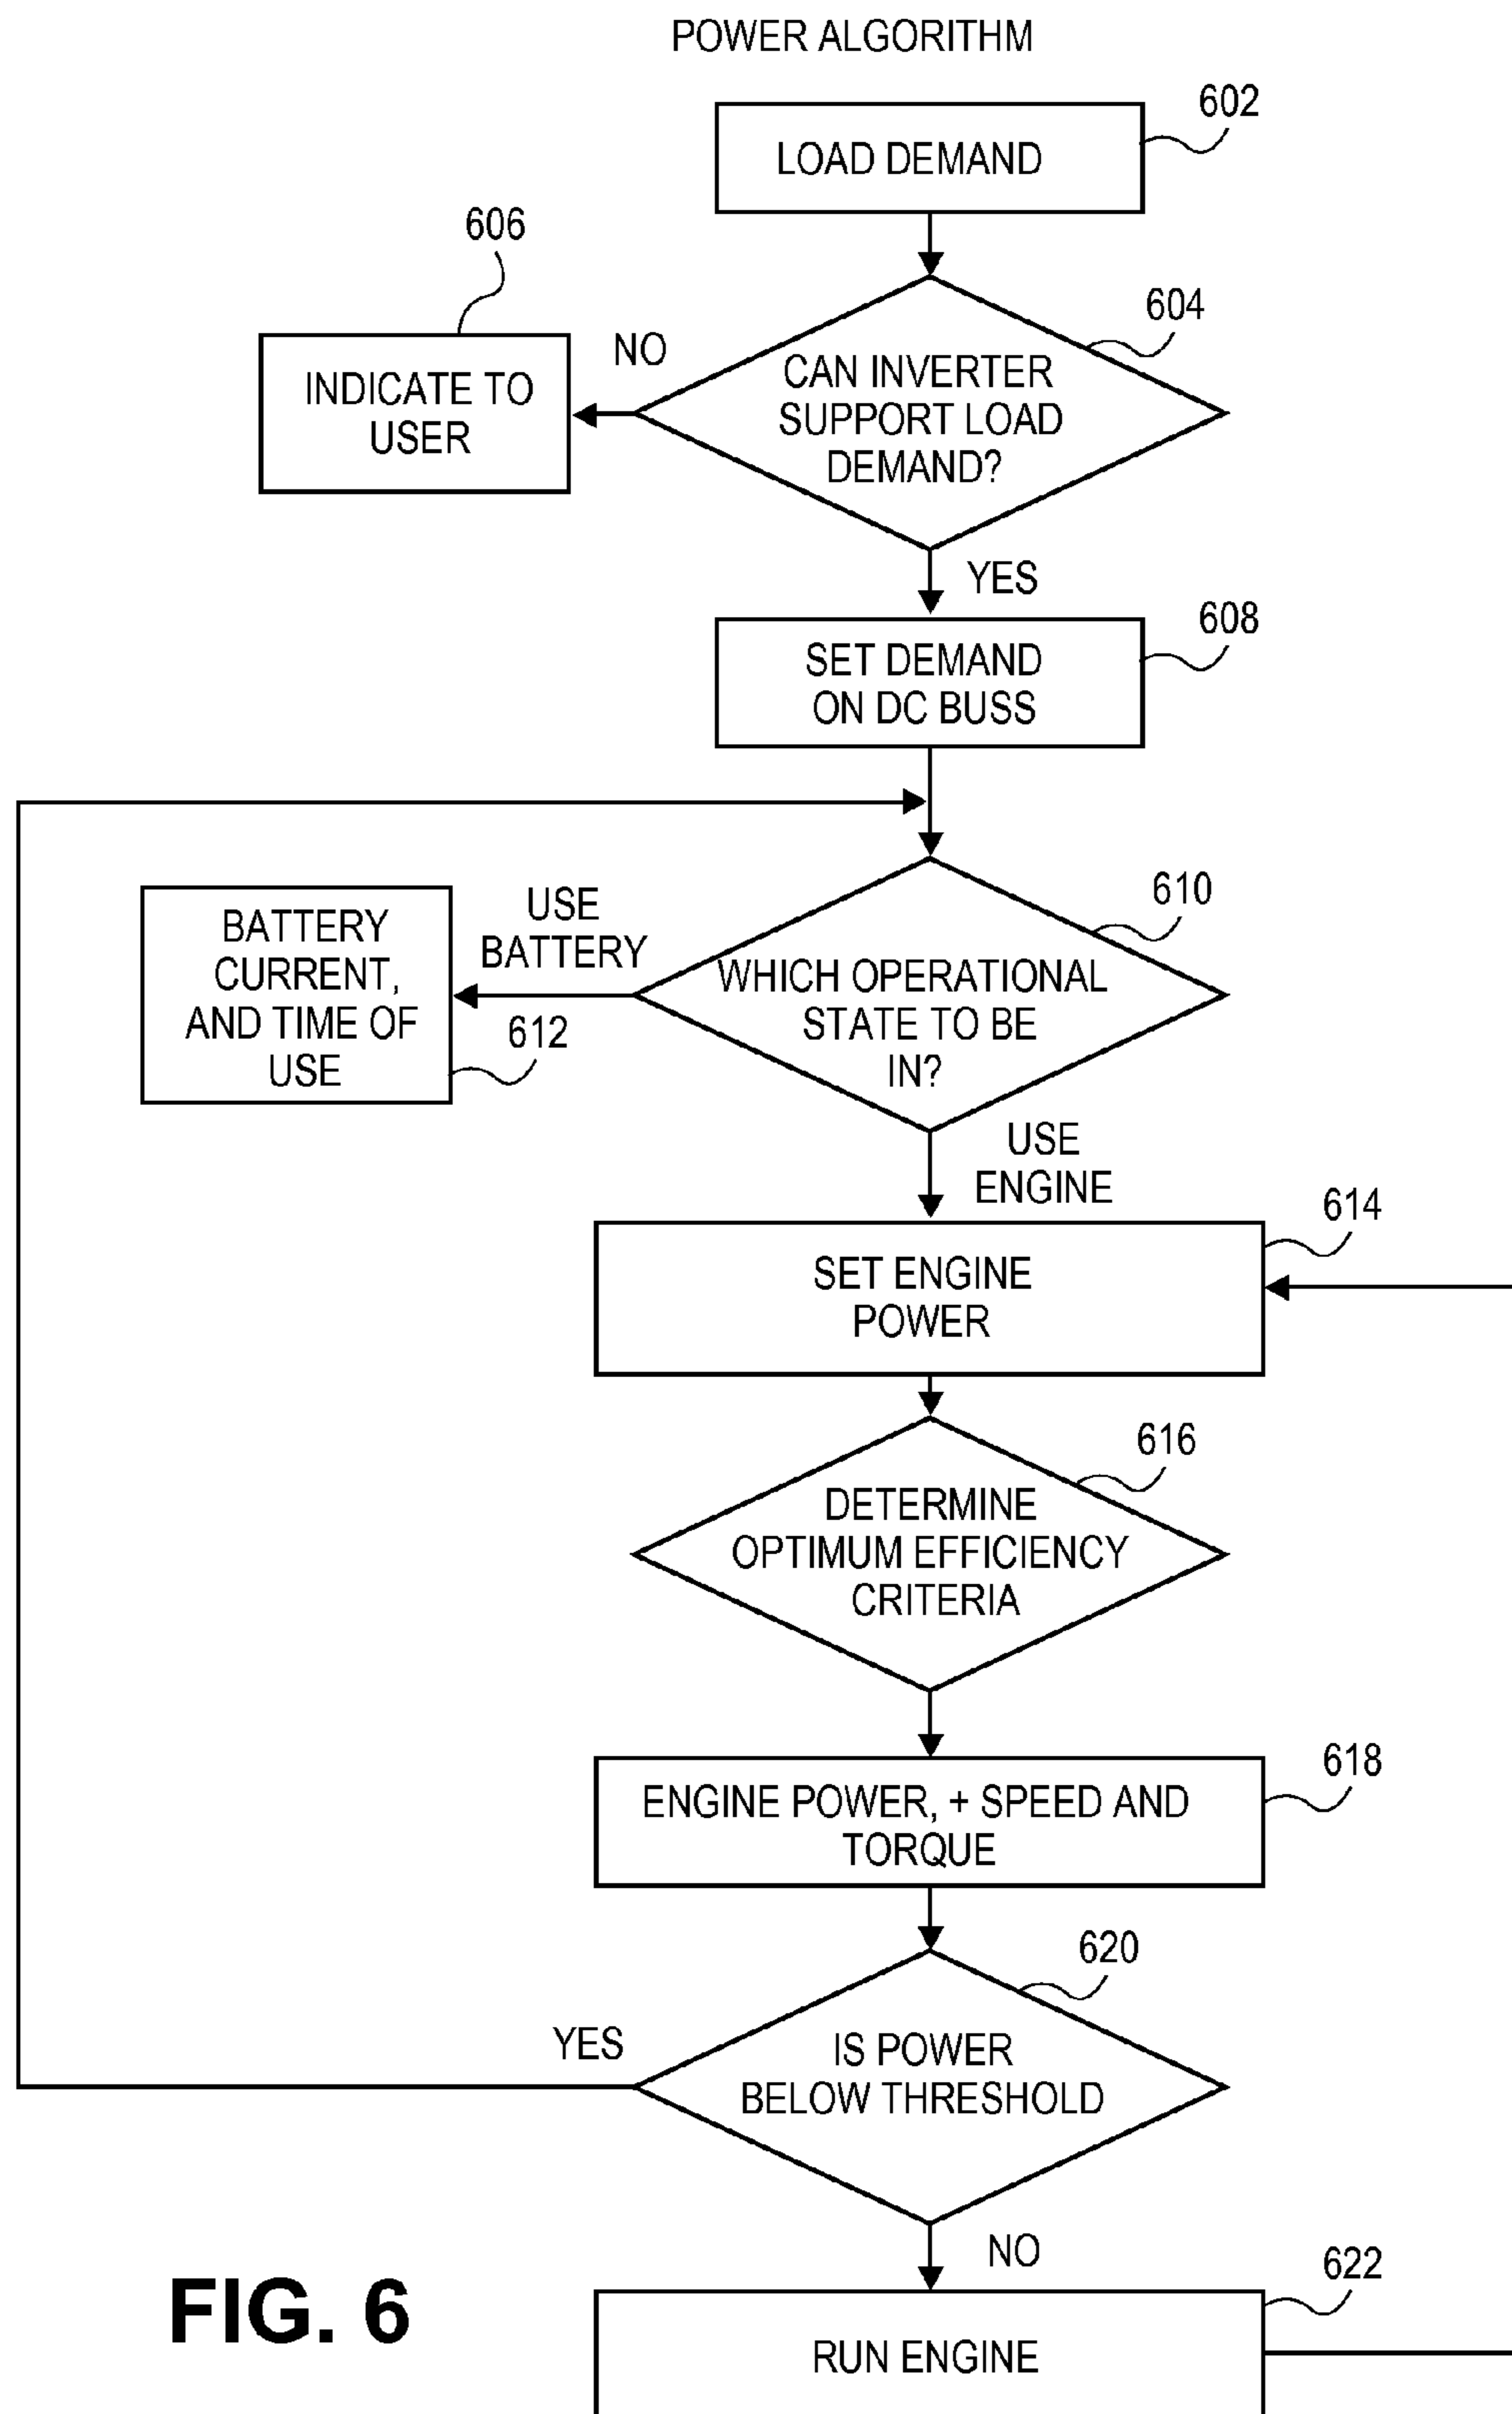 POWER ALGORITHM
602
LOAD DEMAND
606
604
NO
INDICATE TO
USER
CAN INVERTER
SUPPORT LOAD
DEMAND?
YES
608
SET DEMAND
ON DC BUSS
610
USE
BATTERY
BATTERY
CURRENT,
AND TIME OF
USE
612
WHICH OPERATIONAL
STATE TO BE
IN?
USE
ENGINE
614
SET ENGINE
POWER
616
DETERMINE
OPTIMUM EFFICIENCY
CRITERIA
618
ENGINE POWER, + SPEED AND
TORQUE
620
YES
IS POWER
BELOW THRESHOLD
NO
622
RUN ENGINE
FIG. 6